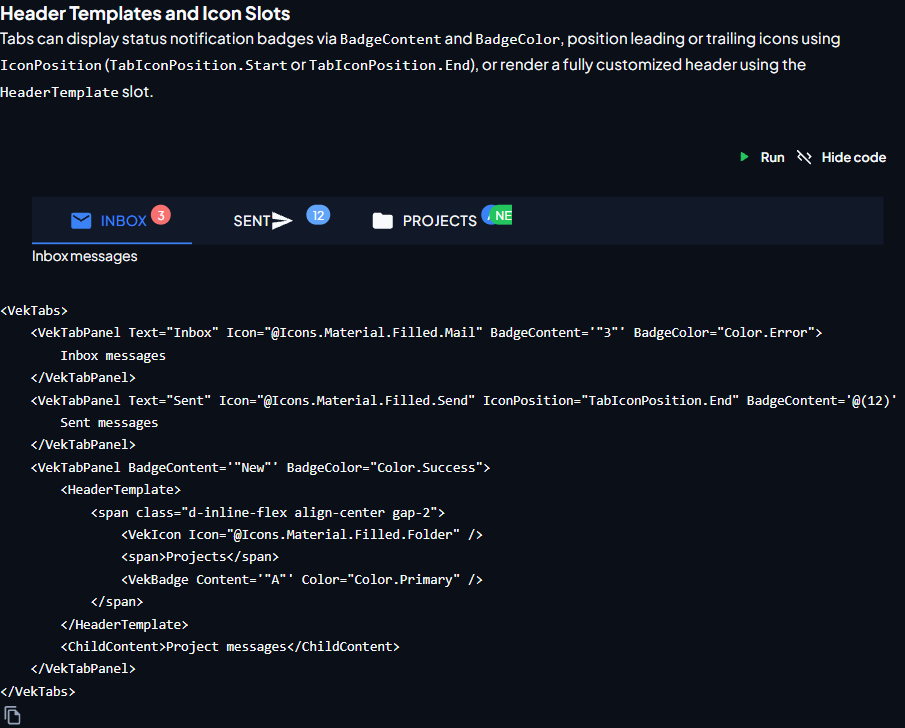 Header Templates and Icon Slots
Tabs can display status notification badges via BadgeContent and BadgeColor, position leading or trailing icons using
IconPosition (TabIconPosition.Start or TabIconPosition.End), or render a fully customized header using the
HeaderTemplate slot.
Run Hide code
INBOX 3 SENT 12 PROJECTS NE
Inbox messages
<VekTabs>
    <VekTabPanel Text="Inbox" Icon="@Icons.Material.Filled.Mail" BadgeContent='"3"' BadgeColor="Color.Error">
        Inbox messages
    </VekTabPanel>
    <VekTabPanel Text="Sent" Icon="@Icons.Material.Filled.Send" IconPosition="TabIconPosition.End" BadgeContent='@(12)'
        Sent messages
    </VekTabPanel>
    <VekTabPanel BadgeContent='"New"' BadgeColor="Color.Success">
        <HeaderTemplate>
            <span class="d-inline-flex align-center gap-2">
                <VekIcon Icon="@Icons.Material.Filled.Folder" />
                <span>Projects</span>
                <VekBadge Content='"A"' Color="Color.Primary" />
            </span>
        </HeaderTemplate>
        <ChildContent>Project messages</ChildContent>
    </VekTabPanel>
</VekTabs>